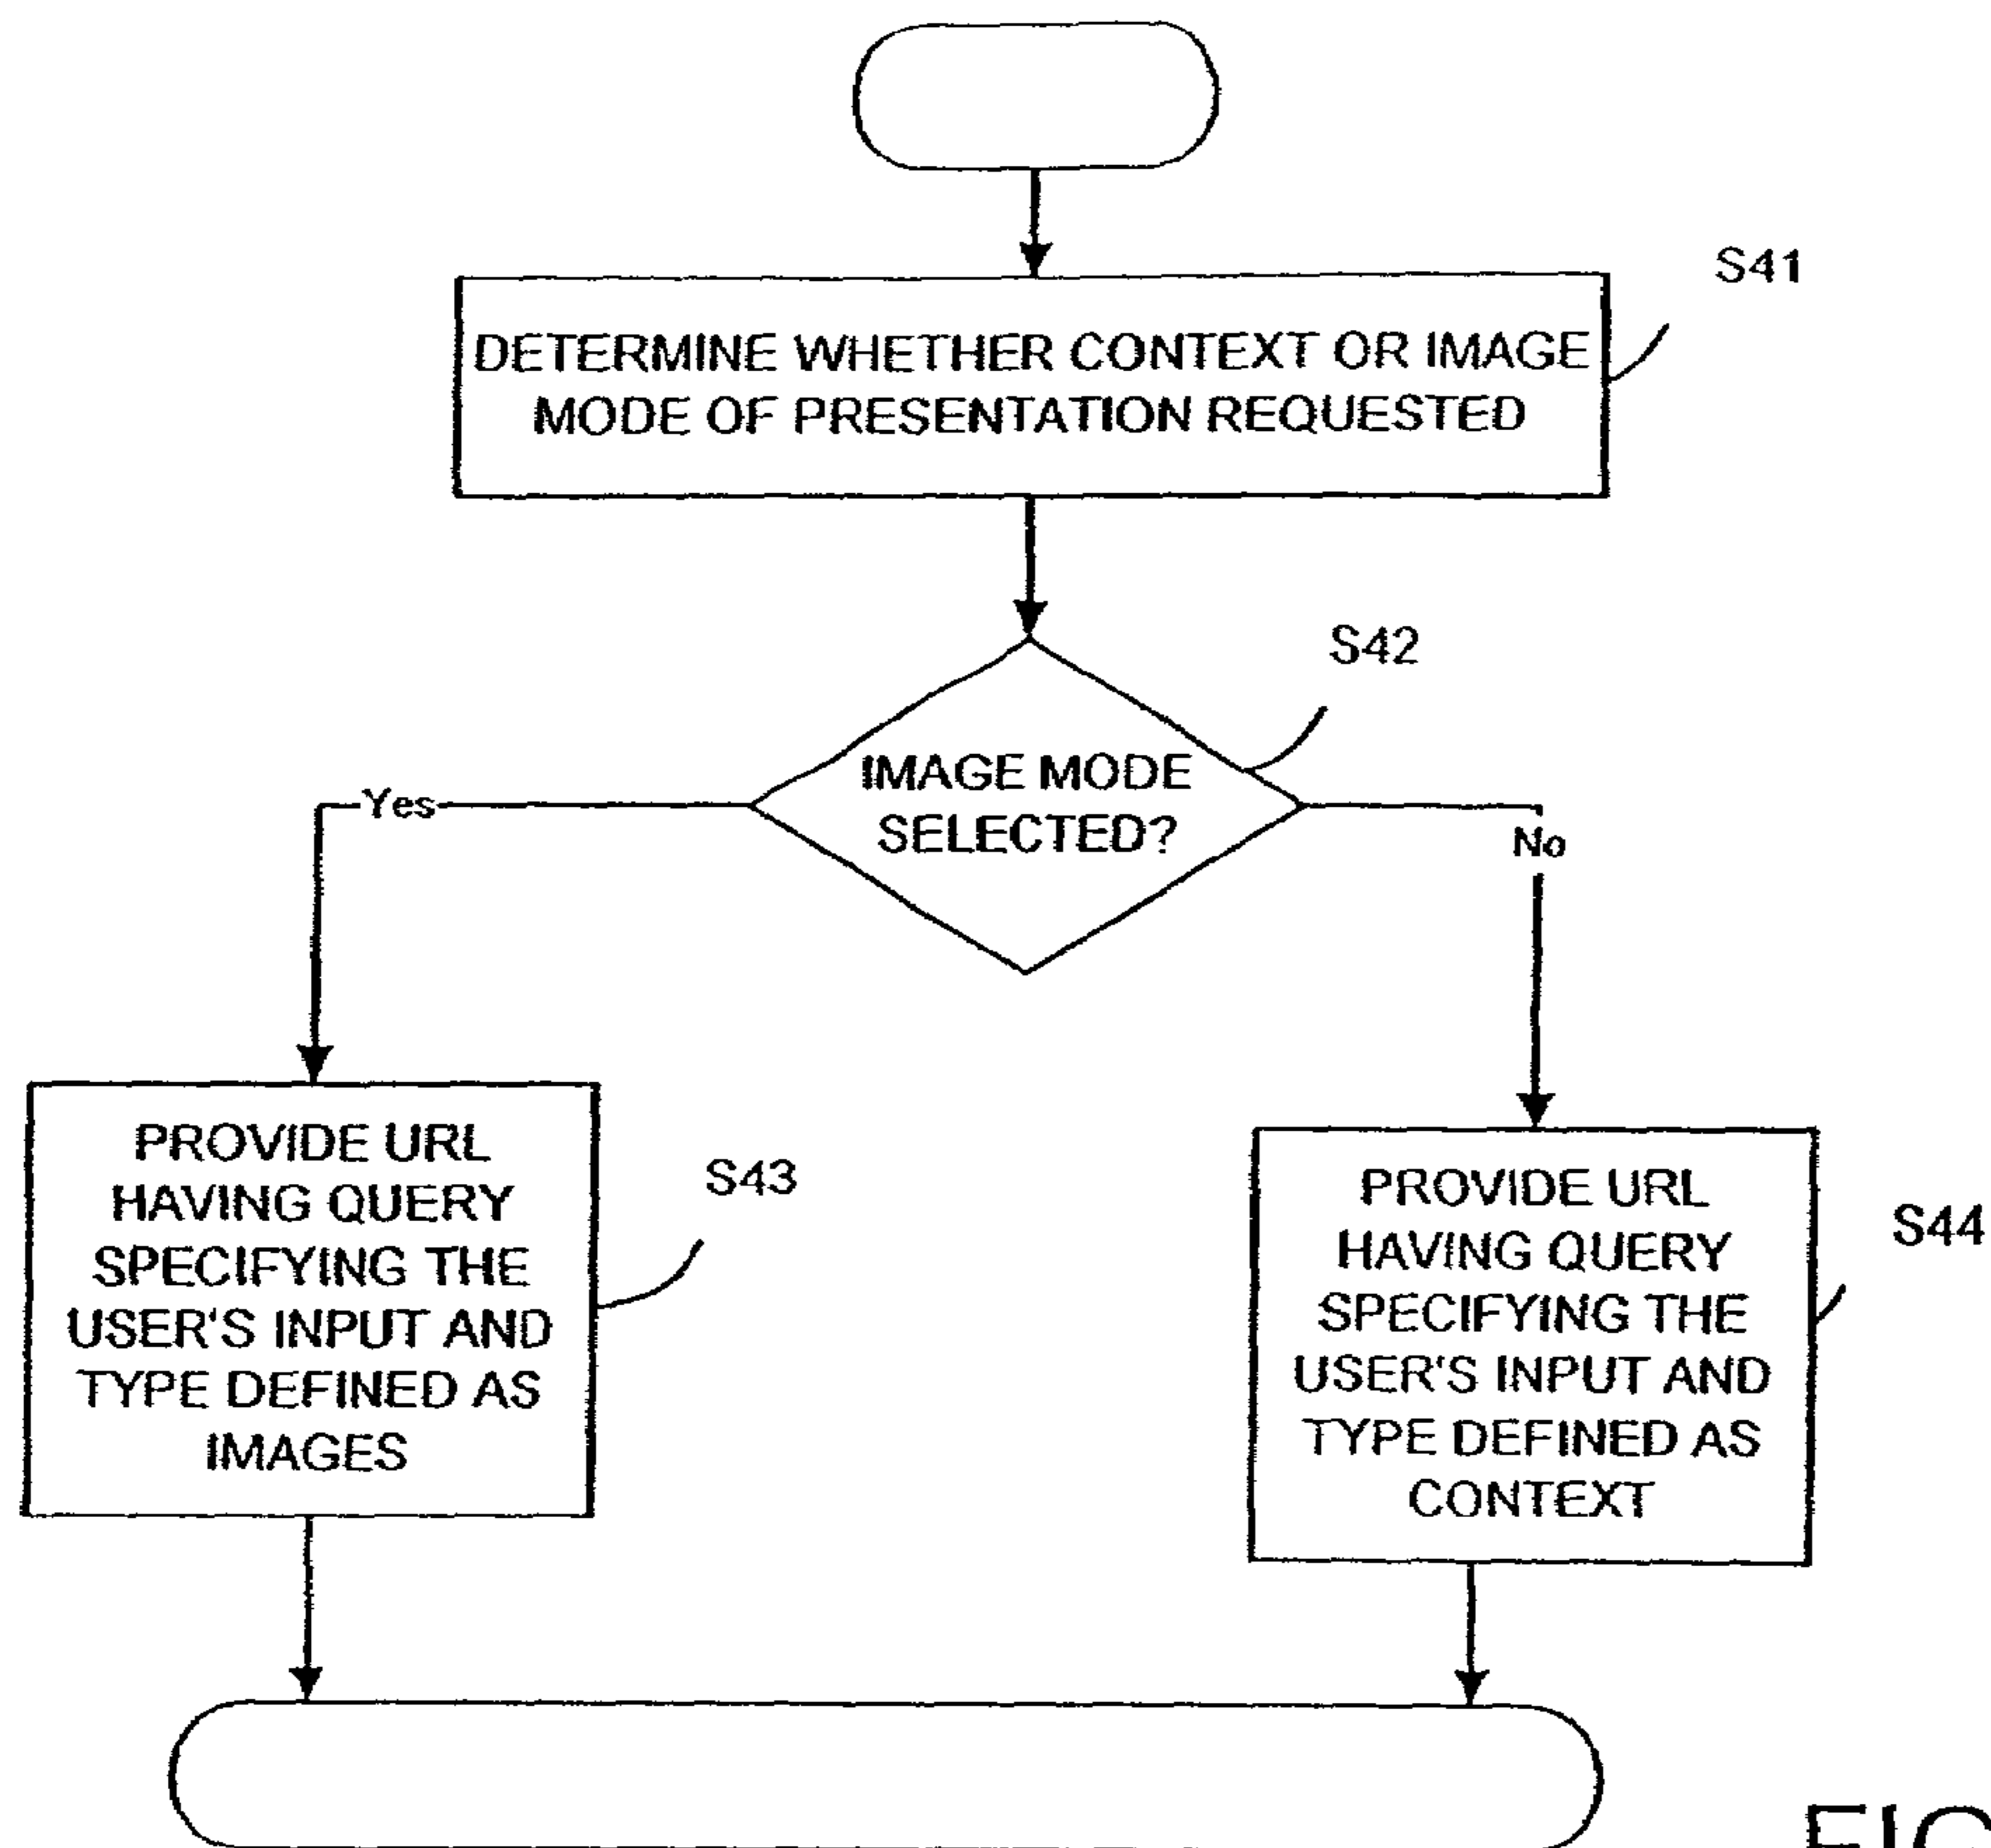 S41
DETERMINE WHETHER CONTEXT OR IMAGE
MODE OF PRESENTATION REQUESTED
S42
IMAGE MODE
SELECTED?
Yes
No
PROVIDE URL
HAVING QUERY
SPECIFYING THE
USER'S INPUT AND
TYPE DEFINED AS
IMAGES
S43
PROVIDE URL
HAVING QUERY
SPECIFYING THE
USER'S INPUT AND
TYPE DEFINED AS
CONTEXT
S44